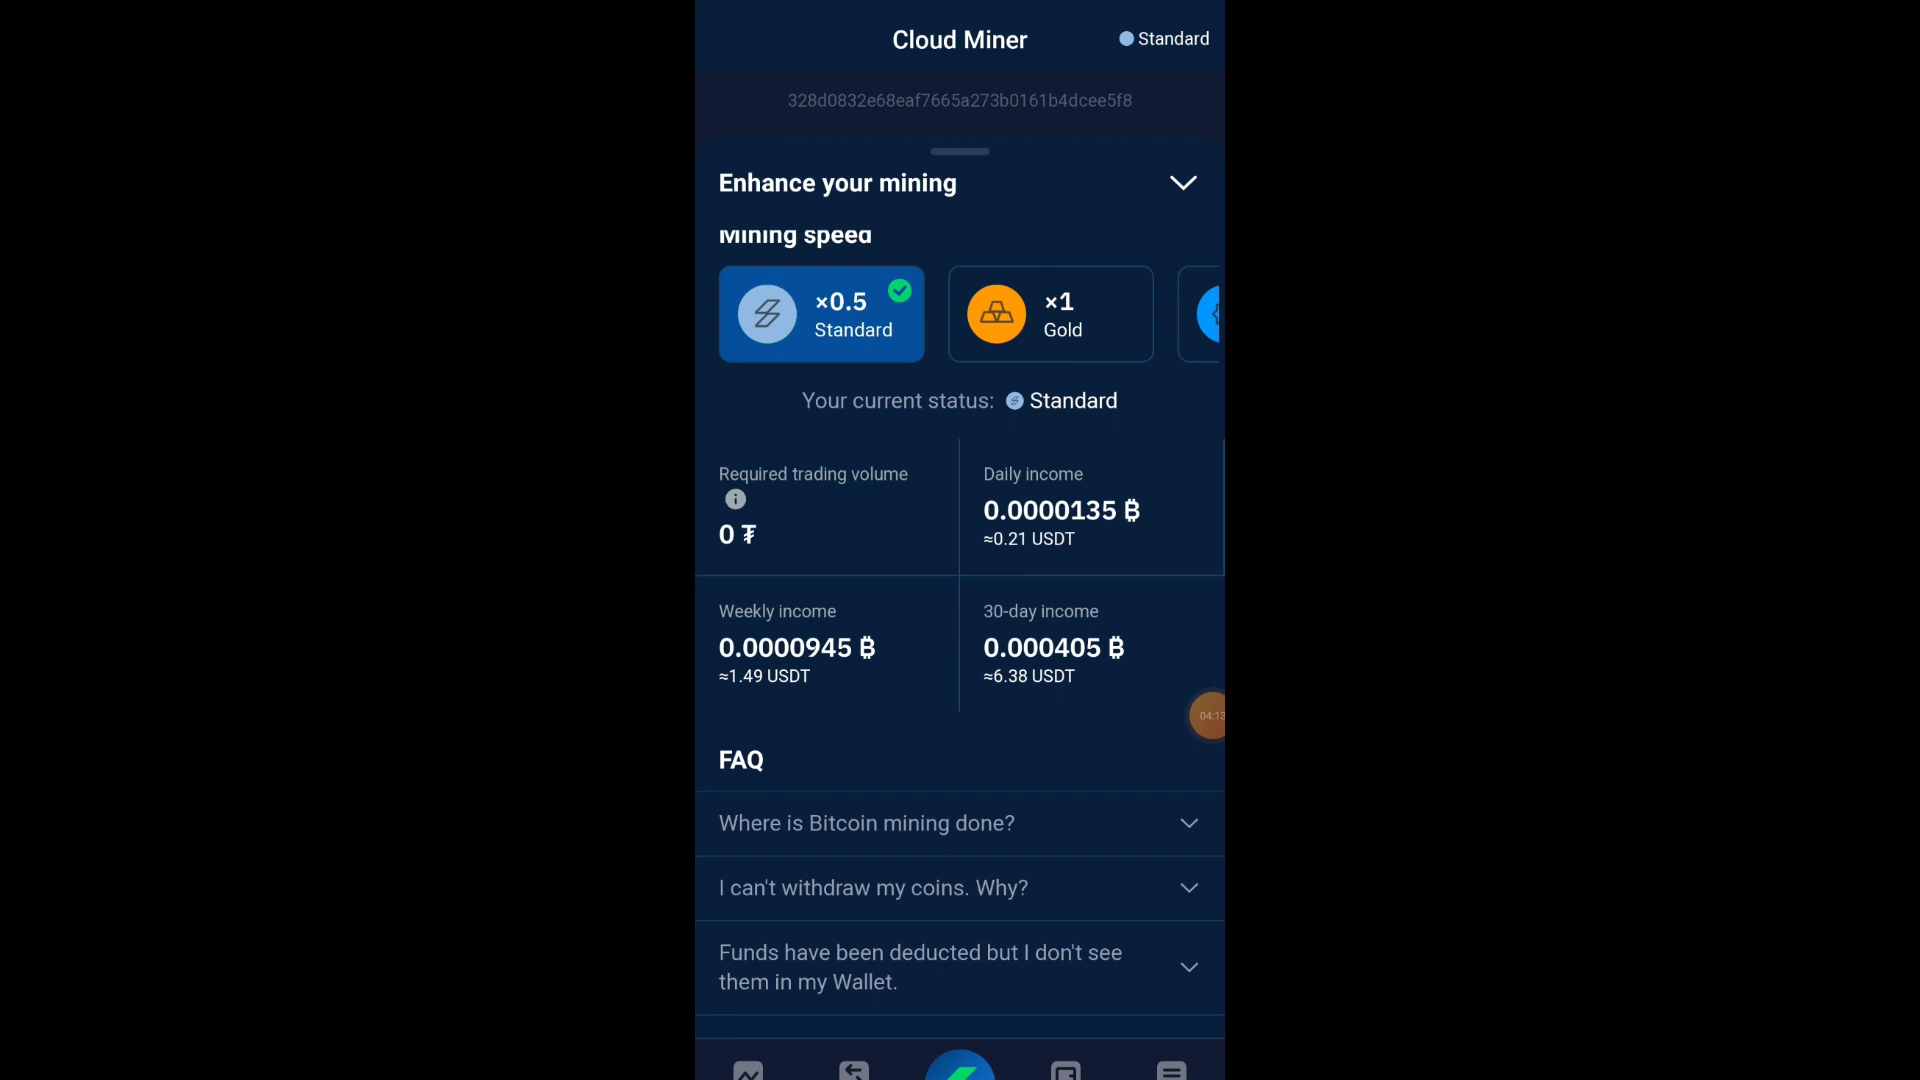 Cloud Miner
Standard
328d0832e68eaf7665a273b0161b4dcee5f8
Enhance your mining
Mining speed
×0.5
Standard
×1
Gold
Your current status: Standard
Required trading volume
0 ₮
Daily income
0.0000135 ₿
≈0.21 USDT
Weekly income
0.0000945 ₿
≈1.49 USDT
30-day income
0.000405 ₿
≈6.38 USDT
04:13
FAQ
Where is Bitcoin mining done?
I can't withdraw my coins. Why?
Funds have been deducted but I don't see
them in my Wallet.